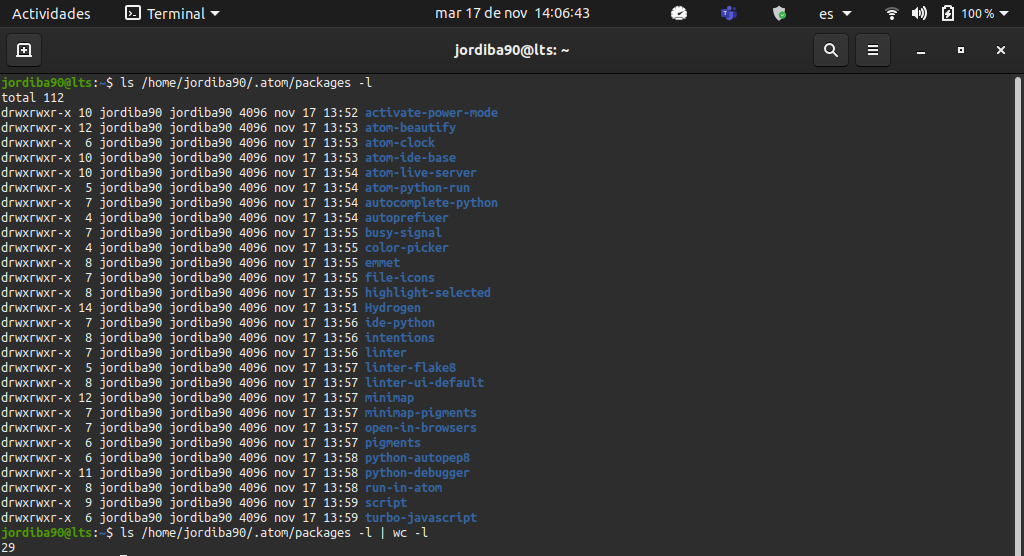 Actividades Terminal mar 17 de nov 14:06:43 es 100 %
jordiba90@lts: ~
jordiba90@lts:~$ ls /home/jordiba90/.atom/packages -l
total 112
drwxrwxr-x 10 jordiba90 jordiba90 4096 nov 17 13:52 activate-power-mode
drwxrwxr-x 12 jordiba90 jordiba90 4096 nov 17 13:53 atom-beautify
drwxrwxr-x  6 jordiba90 jordiba90 4096 nov 17 13:53 atom-clock
drwxrwxr-x 10 jordiba90 jordiba90 4096 nov 17 13:53 atom-ide-base
drwxrwxr-x 10 jordiba90 jordiba90 4096 nov 17 13:54 atom-live-server
drwxrwxr-x  5 jordiba90 jordiba90 4096 nov 17 13:54 atom-python-run
drwxrwxr-x  7 jordiba90 jordiba90 4096 nov 17 13:54 autocomplete-python
drwxrwxr-x  4 jordiba90 jordiba90 4096 nov 17 13:54 autoprefixer
drwxrwxr-x  7 jordiba90 jordiba90 4096 nov 17 13:55 busy-signal
drwxrwxr-x  4 jordiba90 jordiba90 4096 nov 17 13:55 color-picker
drwxrwxr-x  8 jordiba90 jordiba90 4096 nov 17 13:55 emmet
drwxrwxr-x  7 jordiba90 jordiba90 4096 nov 17 13:55 file-icons
drwxrwxr-x  8 jordiba90 jordiba90 4096 nov 17 13:55 highlight-selected
drwxrwxr-x 14 jordiba90 jordiba90 4096 nov 17 13:51 Hydrogen
drwxrwxr-x  7 jordiba90 jordiba90 4096 nov 17 13:56 ide-python
drwxrwxr-x  8 jordiba90 jordiba90 4096 nov 17 13:56 intentions
drwxrwxr-x  7 jordiba90 jordiba90 4096 nov 17 13:56 linter
drwxrwxr-x  5 jordiba90 jordiba90 4096 nov 17 13:57 linter-flake8
drwxrwxr-x  8 jordiba90 jordiba90 4096 nov 17 13:57 linter-ui-default
drwxrwxr-x 12 jordiba90 jordiba90 4096 nov 17 13:57 minimap
drwxrwxr-x  7 jordiba90 jordiba90 4096 nov 17 13:57 minimap-pigments
drwxrwxr-x  7 jordiba90 jordiba90 4096 nov 17 13:57 open-in-browsers
drwxrwxr-x  6 jordiba90 jordiba90 4096 nov 17 13:57 pigments
drwxrwxr-x  6 jordiba90 jordiba90 4096 nov 17 13:58 python-autopep8
drwxrwxr-x 11 jordiba90 jordiba90 4096 nov 17 13:58 python-debugger
drwxrwxr-x  8 jordiba90 jordiba90 4096 nov 17 13:58 run-in-atom
drwxrwxr-x  9 jordiba90 jordiba90 4096 nov 17 13:59 script
drwxrwxr-x  6 jordiba90 jordiba90 4096 nov 17 13:59 turbo-javascript
jordiba90@lts:~$ ls /home/jordiba90/.atom/packages -l | wc -l
29